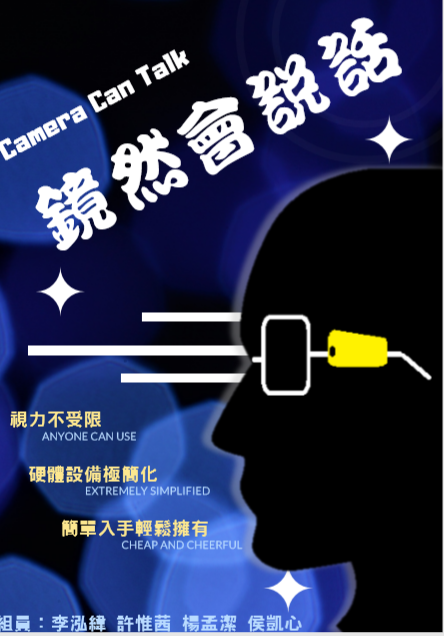 Camera Can Talk
鏡然會說話
視力不受限
ANYONE CAN USE
硬體設備極簡化
EXTREMELY SIMPLIFIED
簡單入手輕鬆擁有
CHEAP AND CHEERFUL
組員：李泓緯 許惟茜 楊孟潔 侯凱心